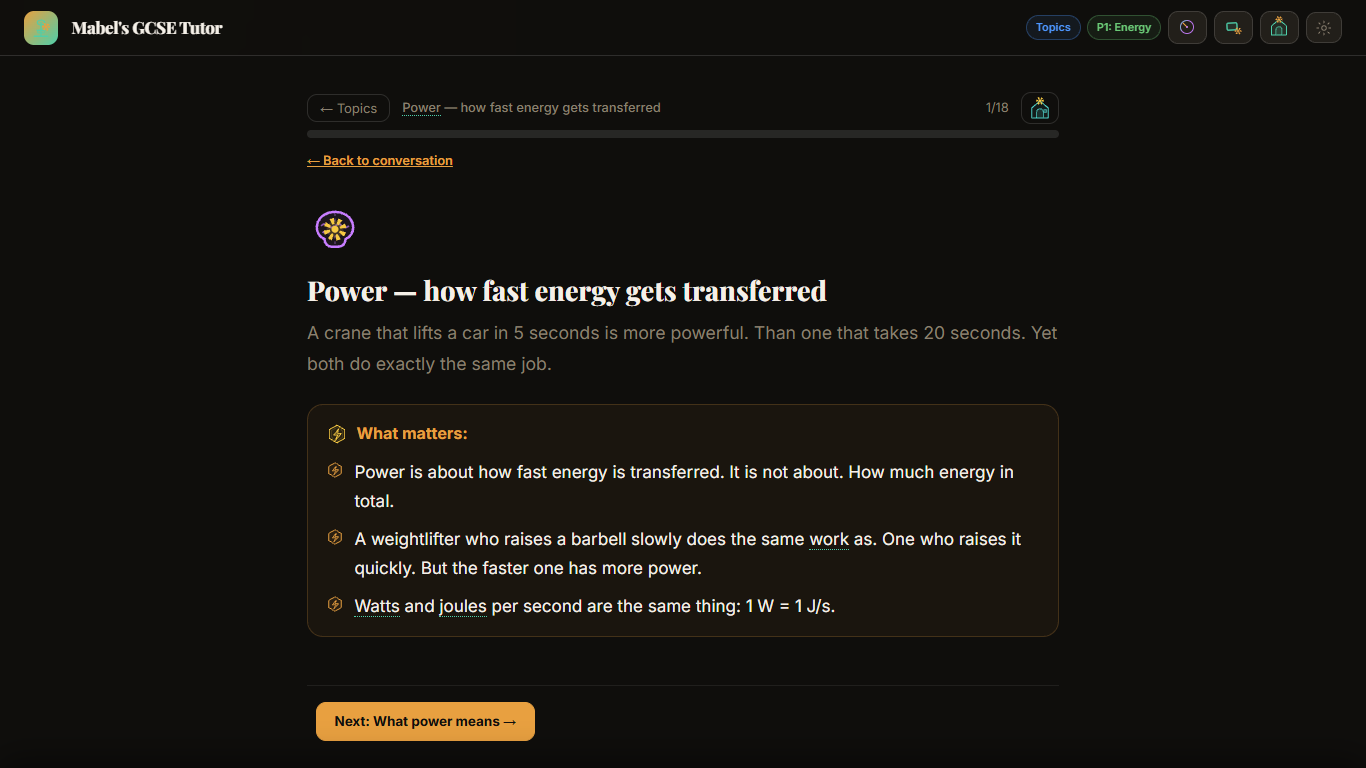 Mabel's GCSE Tutor
Topics
P1: Energy
← Topics
Power — how fast energy gets transferred
1/18
← Back to conversation
Power — how fast energy gets transferred
A crane that lifts a car in 5 seconds is more powerful. Than one that takes 20 seconds. Yet
both do exactly the same job.
What matters:
Power is about how fast energy is transferred. It is not about. How much energy in
total.
A weightlifter who raises a barbell slowly does the same work as. One who raises it
quickly. But the faster one has more power.
Watts and joules per second are the same thing: 1 W = 1 J/s.
Next: What power means →